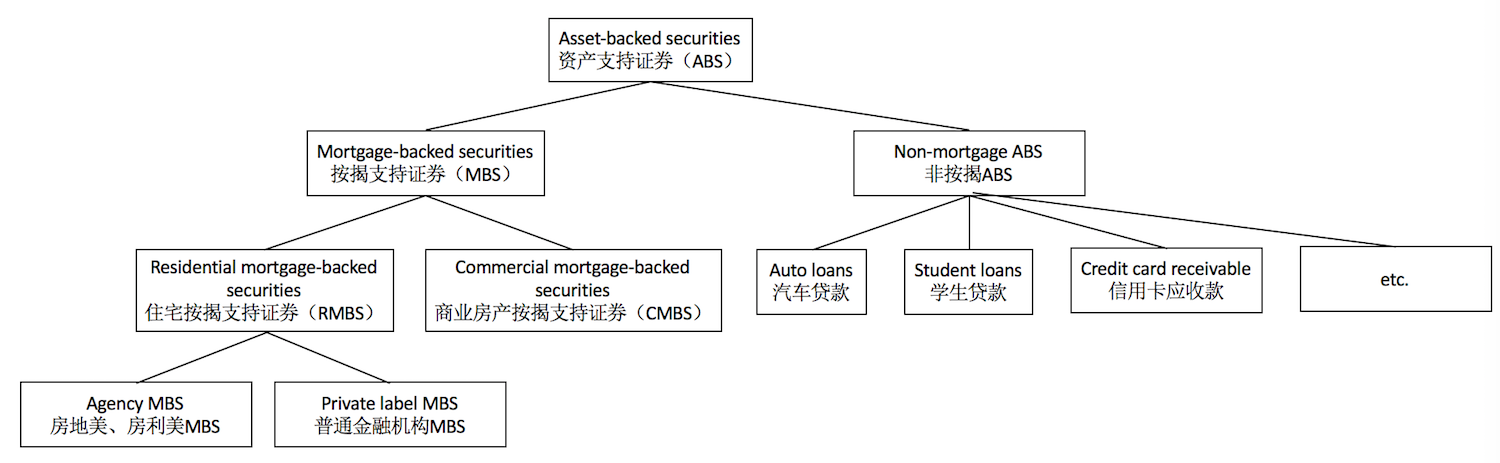 Asset-backed securities
资产支持证券（ABS）
Mortgage-backed securities
按揭支持证券（MBS）
Non-mortgage ABS
非按揭ABS
Residential mortgage-backed
securities
住宅按揭支持证券（RMBS）
Commercial mortgage-backed
securities
商业房产按揭支持证券（CMBS）
Auto loans
汽车贷款
Student loans
学生贷款
Credit card receivable
信用卡应收款
etc.
Agency MBS
房地美、房利美MBS
Private label MBS
普通金融机构MBS